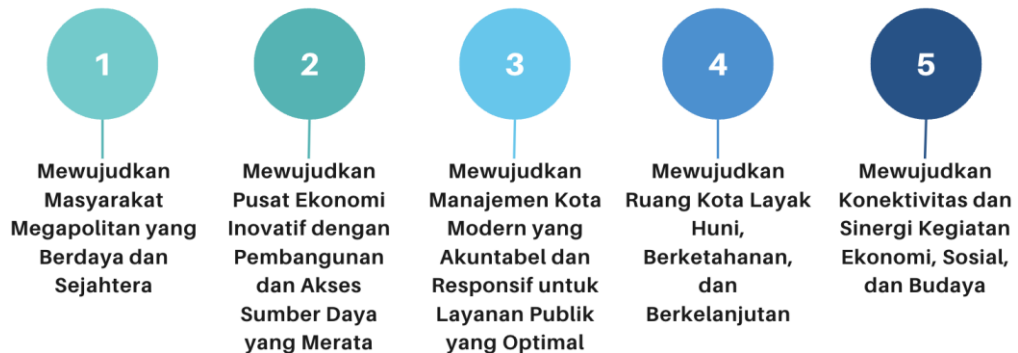 1
Mewujudkan
Masyarakat
Megapolitan yang
Berdaya dan
Sejahtera
2
Mewujudkan
Pusat Ekonomi
Inovatif dengan
Pembangunan
dan Akses
Sumber Daya
yang Merata
3
Mewujudkan
Manajemen Kota
Modern yang
Akuntabel dan
Responsif untuk
Layanan Publik
yang Optimal
4
Mewujudkan
Ruang Kota Layak
Huni,
Berketahanan,
dan
Berkelanjutan
5
Mewujudkan
Konektivitas dan
Sinergi Kegiatan
Ekonomi, Sosial,
dan Budaya